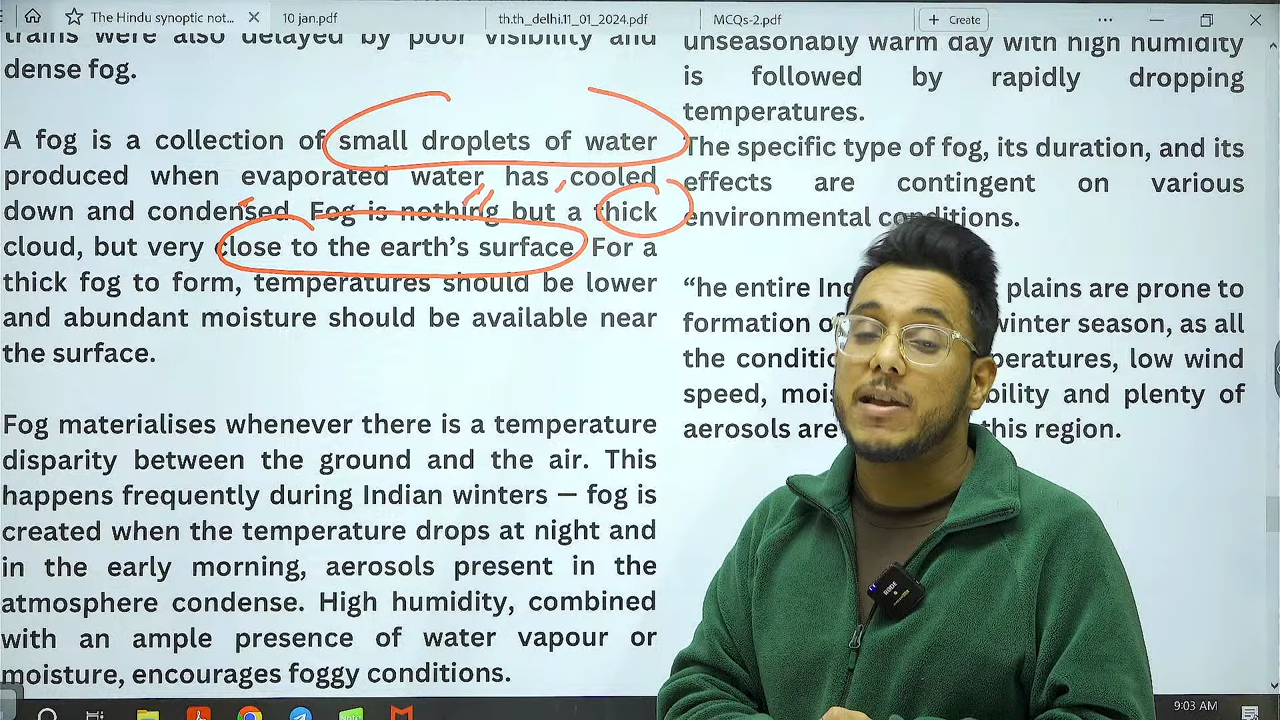 The Hindu synoptic not...
10 jan.pdf
th.th_delhi.11_01_2024.pdf
MCQs-2.pdf
+ Create
trains were also delayed by poor visibility and
dense fog.
A fog is a collection of small droplets of water
produced when evaporated water has cooled
down and condensed. Fog is nothing but a thick
cloud, but very close to the earth's surface. For a
thick fog to form, temperatures should be lower
and abundant moisture should be available near
the surface.
Fog materialises whenever there is a temperature
disparity between the ground and the air. This
happens frequently during Indian winters — fog is
created when the temperature drops at night and
in the early morning, aerosols present in the
atmosphere condense. High humidity, combined
with an ample presence of water vapour or
moisture, encourages foggy conditions.
unseasonably warm day with high humidity
is followed by rapidly dropping
temperatures.
The specific type of fog, its duration, and its
effects are contingent on various
environmental conditions.
“he entire plains are prone to
formation winter season, as all
the low wind
speed, and plenty of
aerosols are this region.
RODE
9:03 AM